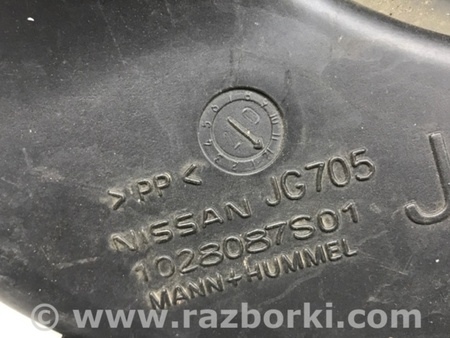 >PP<
NISSAN JG705
1028087S01
MANN+HUMMEL
J
www.razborki.com